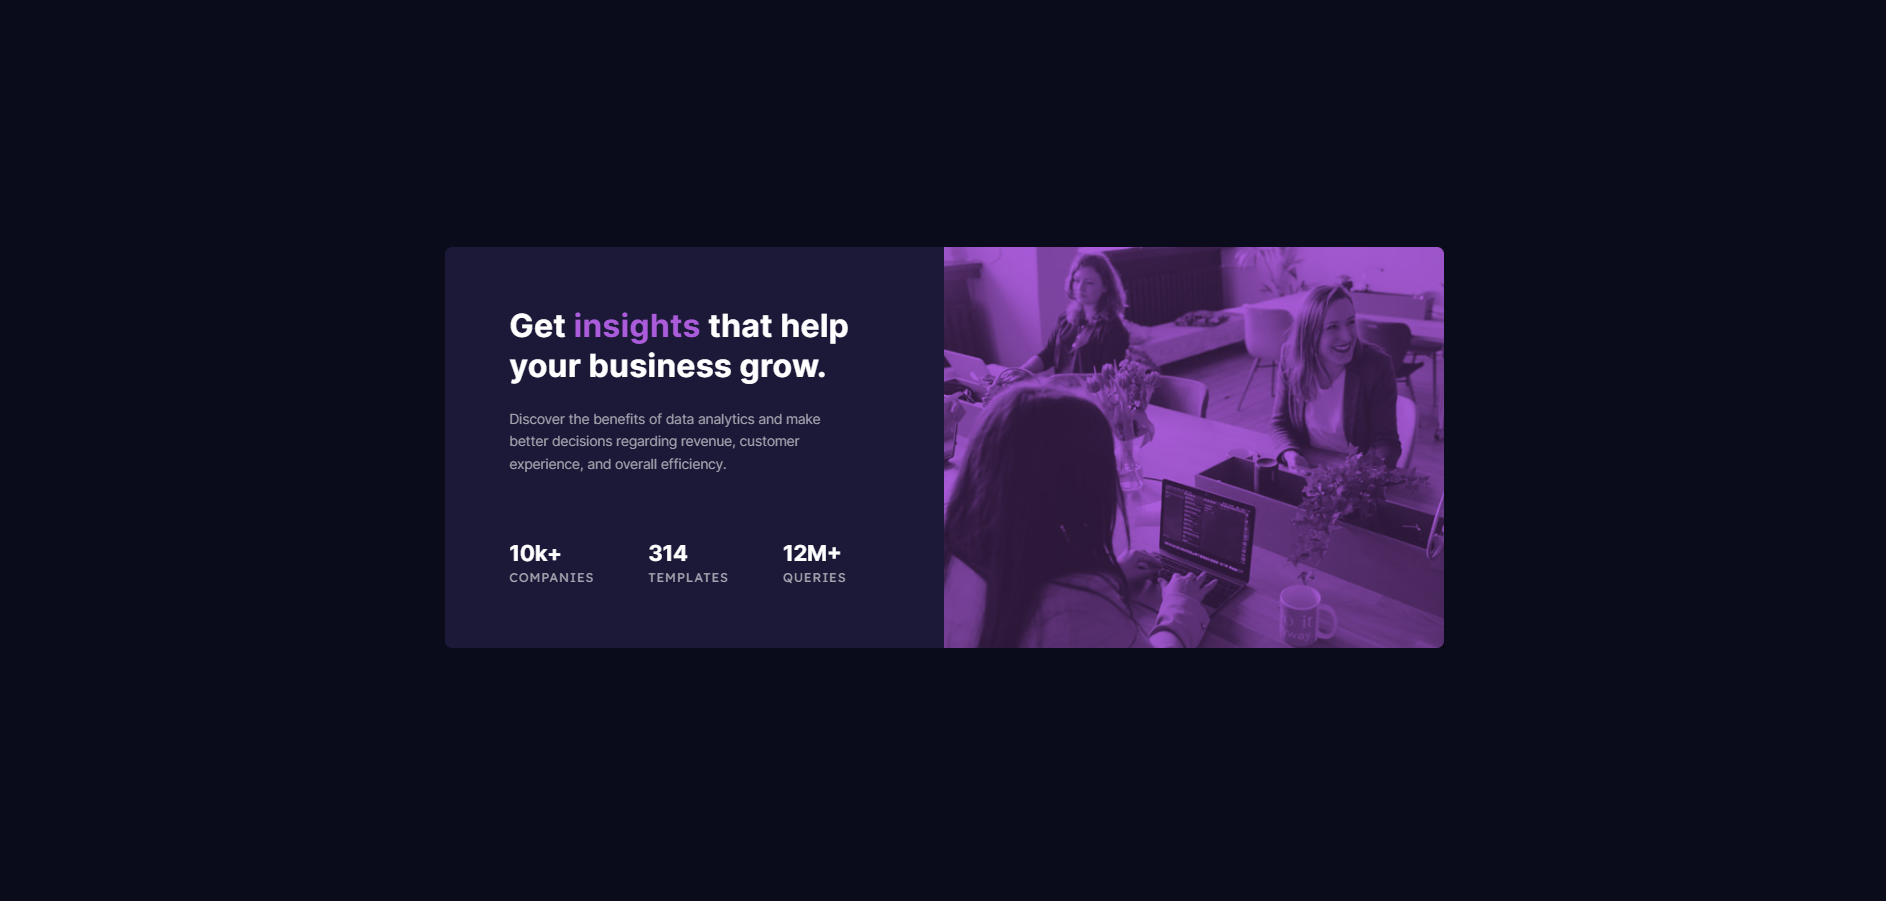 Get insights that help
your business grow.
Discover the benefits of data analytics and make
better decisions regarding revenue, customer
experience, and overall efficiency.
10k+ 314 12M+
COMPANIES TEMPLATES QUERIES